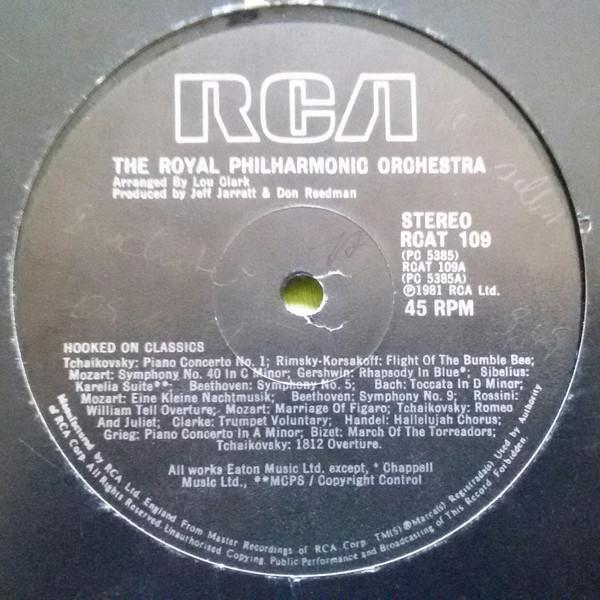 RCA
THE ROYAL PHILHARMONIC ORCHESTRA
Arranged By Lou Clark
Produced by Jeff Jarratt & Don Reedman
STEREO
RCAT 109
(PC 5385)
RCAT 109A
(PC 5385A)
℗1981 RCA Ltd.
45 RPM
HOOKED ON CLASSICS
Tchaikovsky: Piano Concerto No. 1; Rimsky-Korsakoff: Flight Of The Bumble Bee;
Mozart: Symphony No. 40 In C Minor; Gershwin: Rhapsody In Blue*; Sibelius:
Karelia Suite**; Beethoven: Symphony No. 5; Bach: Toccata In D Minor;
Mozart: Eine Kleine Nachtmusik; Beethoven: Symphony No. 9; Rossini:
William Tell Overture; Mozart: Marriage Of Figaro; Tchaikovsky: Romeo
And Juliet; Clarke: Trumpet Voluntary; Handel: Hallelujah Chorus;
Grieg: Piano Concerto In A Minor; Bizet: March Of The Torreadors;
Tchaikovsky: 1812 Overture.
All works Eaton Music Ltd. except, * Chappell
Music Ltd., **MCPS / Copyright Control
Manufactured by RCA Ltd. England From Master Recordings of RCA Corp. TM(S)®Marca(s) Registrada(s) Used by Authority
of RCA Corp. All Rights Reserved. Unauthorised Copying, Public Performance and Broadcasting of This Record Forbidden.